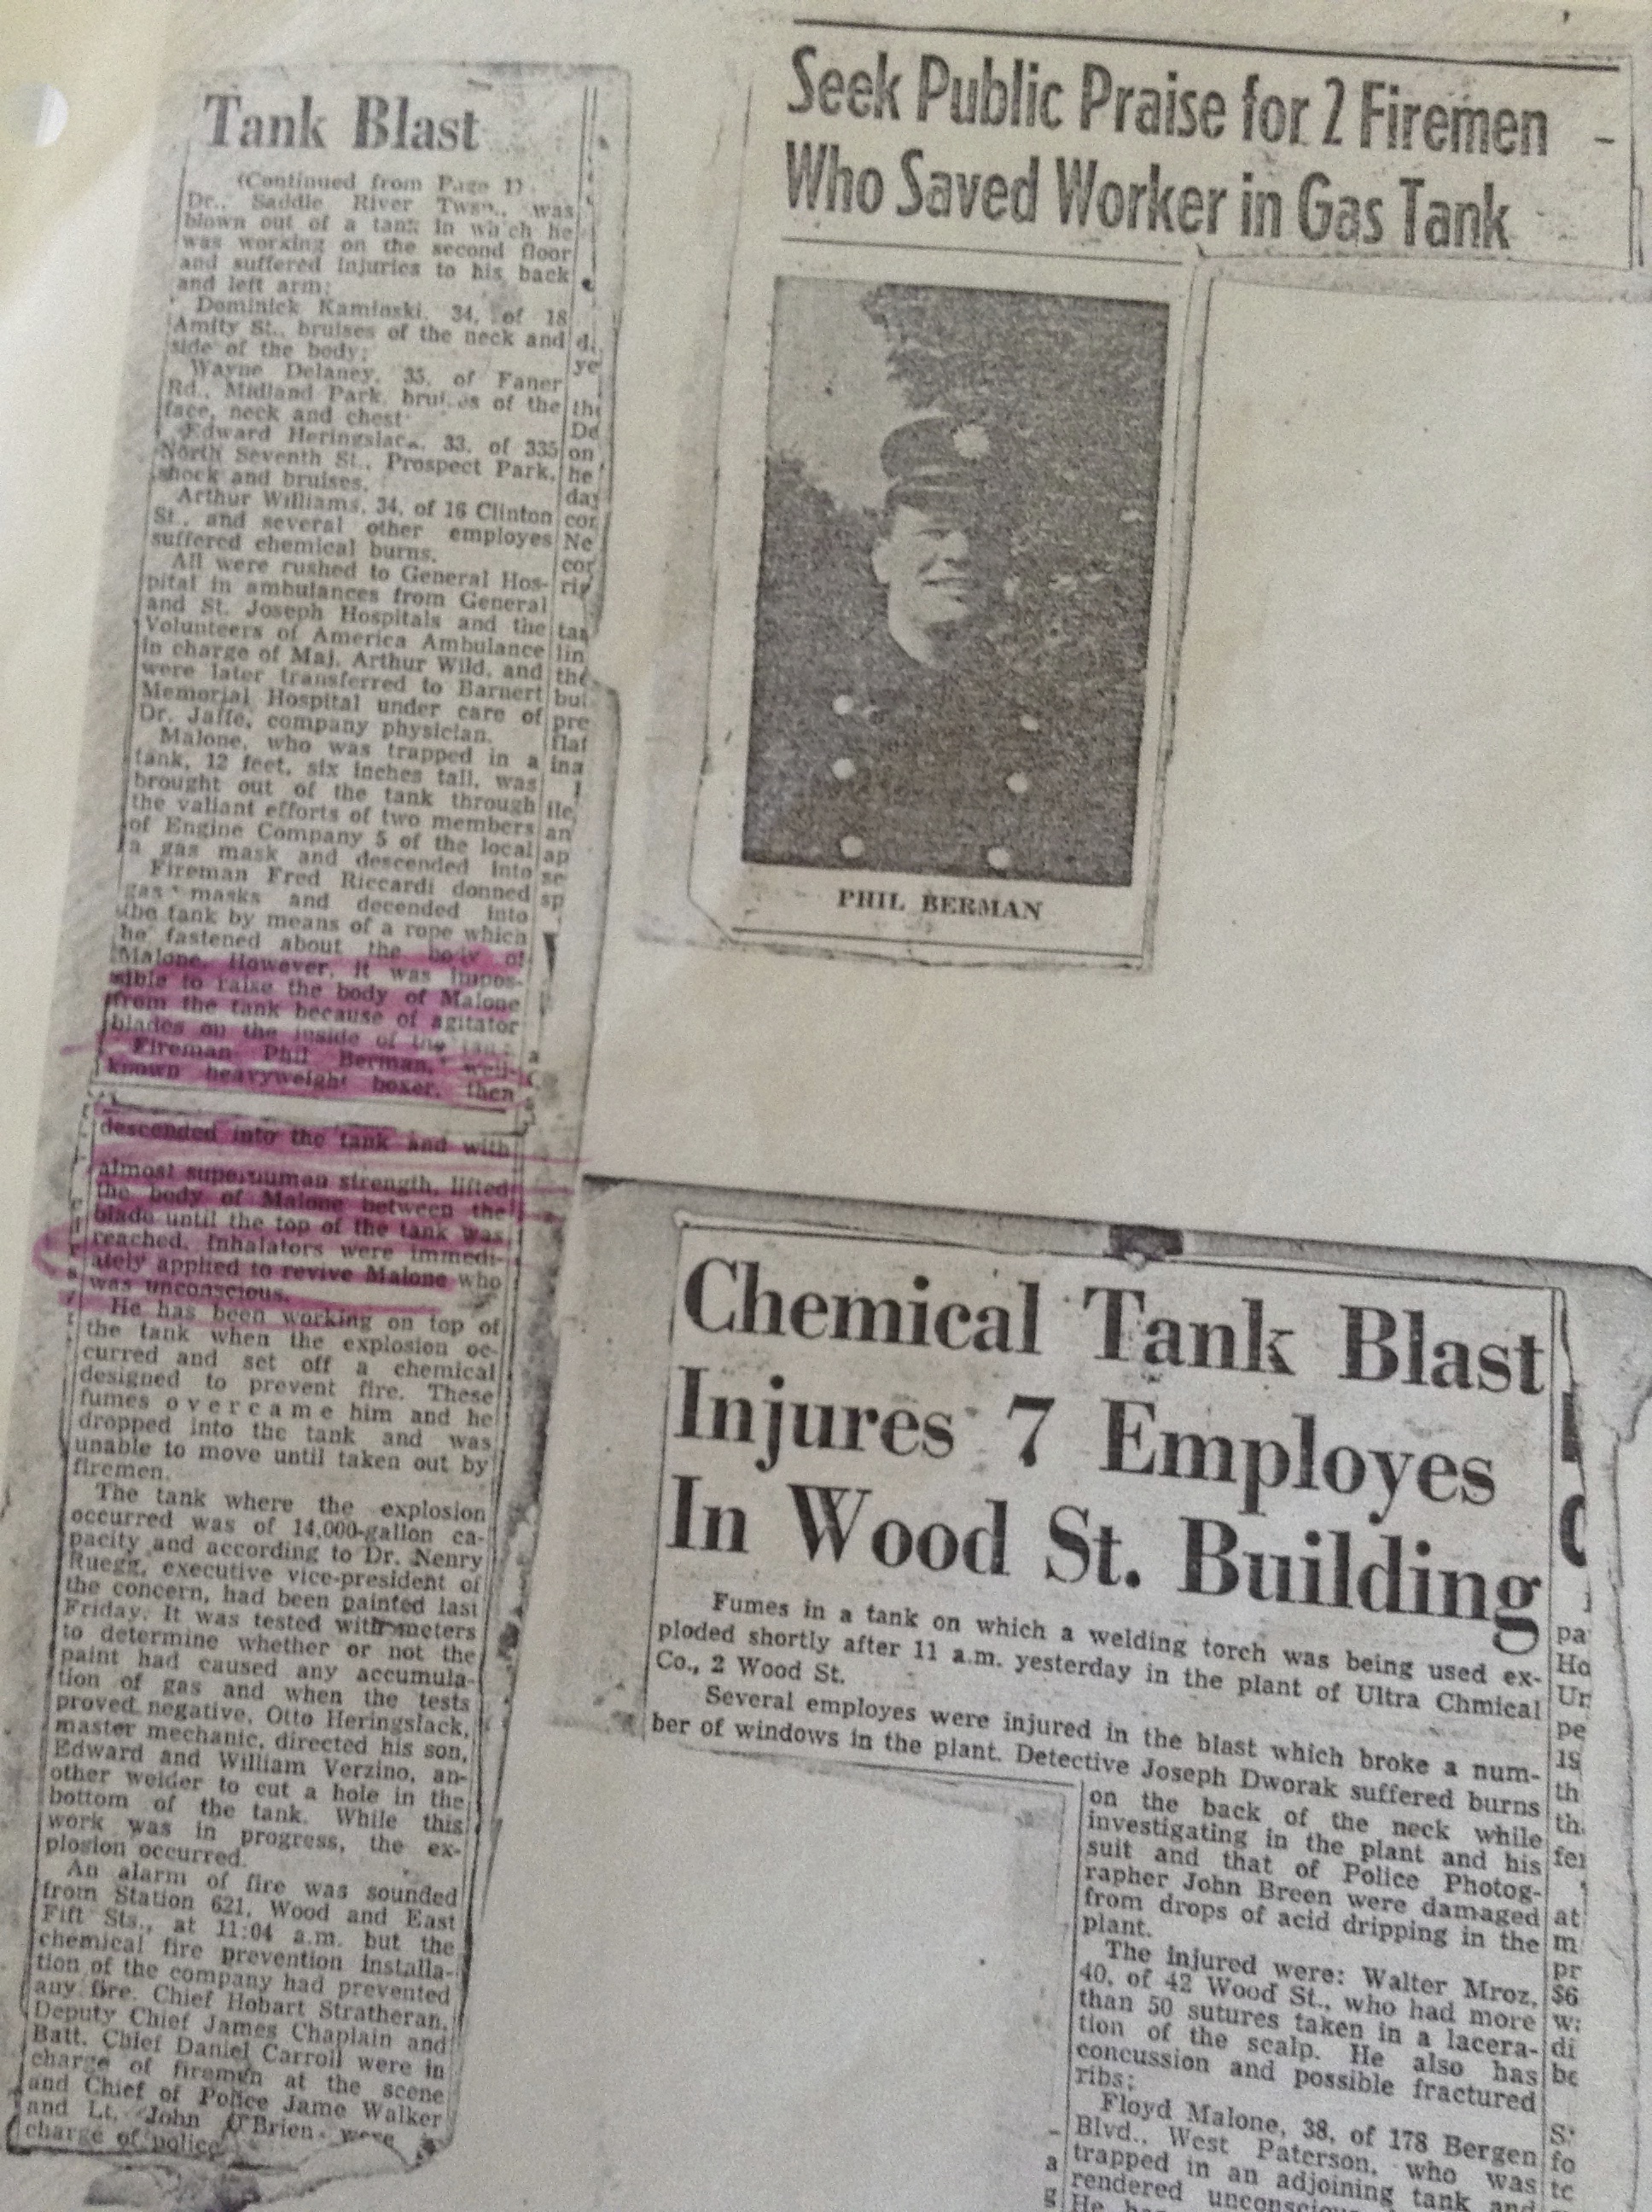 Tank Blast
(Continued from Page 1)
Dr., Saddle River Twsp., was
blown out of a tank in which he
was working on the second floor
and suffered injuries to his back
and left arm;
Dominick Kaminski, 34, of 18
Amity St., bruises of the neck and
side of the body;
Wayne Delaney, 35, of Faner
Rd., Midland Park, bruises of the
face, neck and chest
Edward Heringslack, 33, of 335
North Seventh St., Prospect Park,
shock and bruises.
Arthur Williams, 34, of 16 Clinton
St., and several other employes
suffered chemical burns.
All were rushed to General Hos-
pital in ambulances from General
and St. Joseph Hospitals and the
Volunteers of America Ambulance
in charge of Maj. Arthur Wild, and
were later transferred to Barnert
Memorial Hospital under care of
Dr. Jaffe, company physician.
Malone, who was trapped in a
tank, 12 feet, six inches tall, was
brought out of the tank through
the valiant efforts of two members
of Engine Company 5 of the local
a gas mask and descended into
Fireman Fred Riccardi donned
gas masks and decended into
the tank by means of a rope which
he fastened about the body of
Malone. However, it was impos-
sible to raise the body of Malone
from the tank because of agitator
blades on the inside of the tank.
Fireman Phil Berman, well-
known heavyweight boxer, then
descended into the tank and with
almost superhuman strength, lifted
the body of Malone between the
blade until the top of the tank was
reached. Inhalators were immedi-
ately applied to revive Malone who
was unconscious.
He has been working on top of
the tank when the explosion oc-
curred and set off a chemical
designed to prevent fire. These
fumes overcame him and he
dropped into the tank and was
unable to move until taken out by
firemen.
The tank where the explosion
occurred was of 14,000-gallon ca-
pacity and according to Dr. Nenry
Ruegg, executive vice-president of
the concern, had been painted last
Friday. It was tested with meters
to determine whether or not the
paint had caused any accumula-
tion of gas and when the tests
proved negative, Otto Heringslack,
master mechanic, directed his son,
Edward and William Verzino, an-
other welder to cut a hole in the
bottom of the tank. While this
work was in progress, the ex-
plosion occurred.
An alarm of fire was sounded
from Station 621, Wood and East
Fift Sts., at 11:04 a.m. but the
chemical fire prevention installa-
tion of the company had prevented
any fire. Chief Hobart Stratheran,
Deputy Chief James Chaplain and
Batt. Chief Daniel Carroll were in
charge of firemen at the scene
and Chief of Police Jame Walker
and Lt. John O'Brien were
charge of police
Seek Public Praise for 2 Firemen
Who Saved Worker in Gas Tank
PHIL BERMAN
Chemical Tank Blast
Injures 7 Employes
In Wood St. Building
Fumes in a tank on which a welding torch was being used ex-
ploded shortly after 11 a.m. yesterday in the plant of Ultra Chmical
Co., 2 Wood St.
Several employes were injured in the blast which broke a num-
ber of windows in the plant. Detective Joseph Dworak suffered burns
on the back of the neck while
investigating in the plant and his
suit and that of Police Photog-
rapher John Breen were damaged
from drops of acid dripping in the
plant.
The injured were: Walter Mroz,
40, of 42 Wood St., who had more
than 50 sutures taken in a lacera-
tion of the scalp. He also has
concussion and possible fractured
ribs;
Floyd Malone, 38, of 178 Bergen
Blvd., West Paterson, who was
trapped in an adjoining tank and
rendered